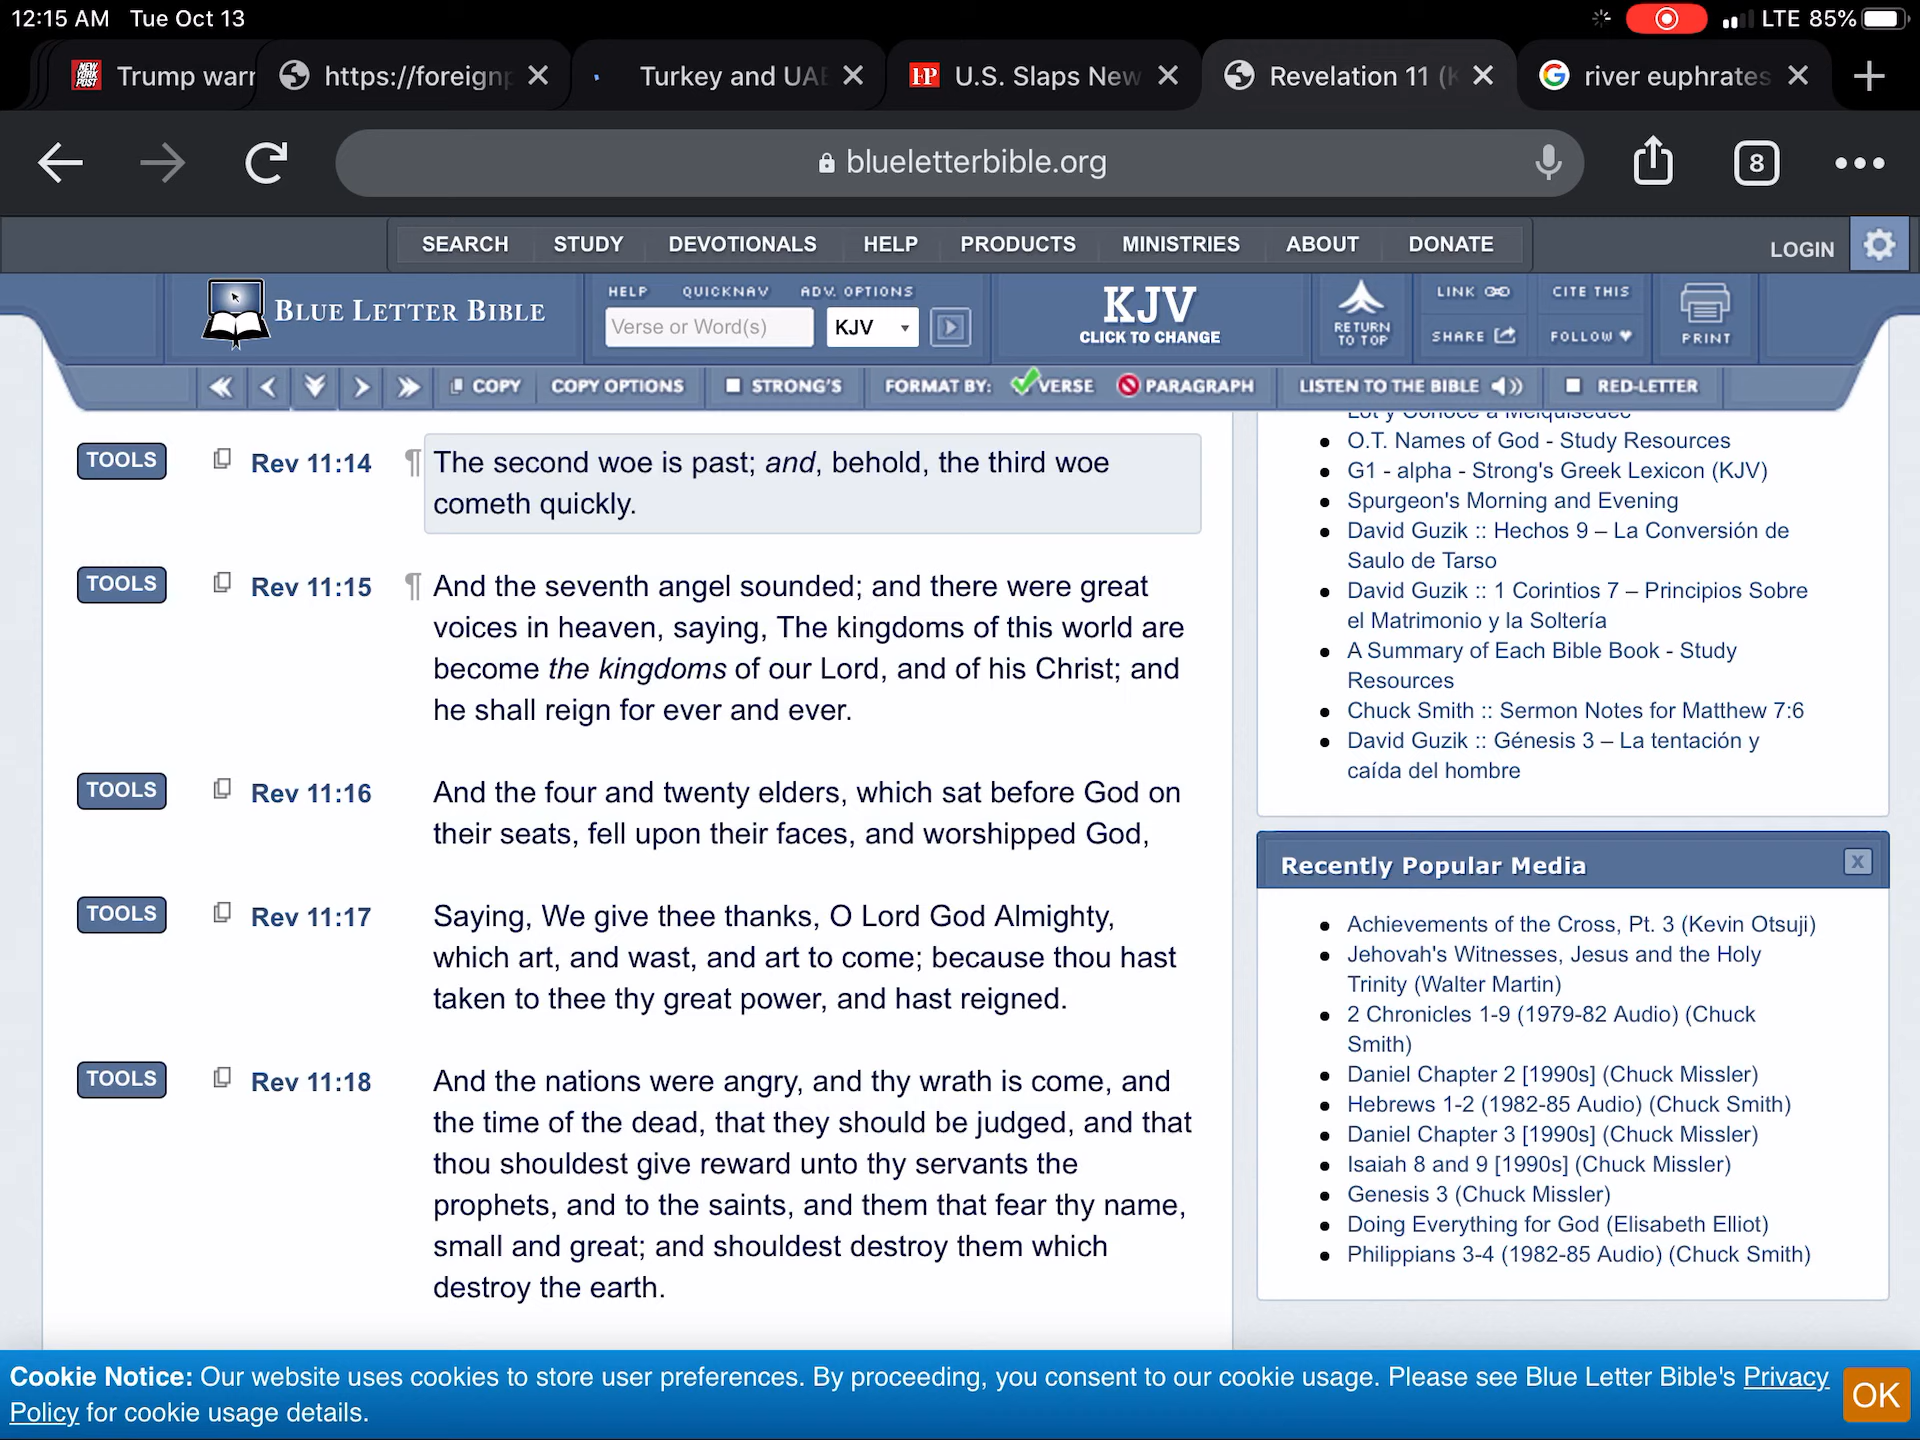 12:15 AM Tue Oct 13
LTE 85%
NEW YORK POST Trump warr
https://foreignp
Turkey and UAE
FP U.S. Slaps New
Revelation 11 (K
G river euphrates
blueletterbible.org
8
SEARCH STUDY DEVOTIONALS HELP PRODUCTS MINISTRIES ABOUT DONATE
LOGIN
BLUE LETTER BIBLE
HELP QUICKNAV ADV. OPTIONS
Verse or Word(s) KJV
KJV
CLICK TO CHANGE
RETURN
TO TOP
LINK
SHARE
CITE THIS
FOLLOW
PRINT
COPY COPY OPTIONS STRONG'S FORMAT BY: VERSE PARAGRAPH LISTEN TO THE BIBLE RED-LETTER
TOOLS Rev 11:14 ¶ The second woe is past; and, behold, the third woe
cometh quickly.
TOOLS Rev 11:15 ¶ And the seventh angel sounded; and there were great
voices in heaven, saying, The kingdoms of this world are
become the kingdoms of our Lord, and of his Christ; and
he shall reign for ever and ever.
TOOLS Rev 11:16 And the four and twenty elders, which sat before God on
their seats, fell upon their faces, and worshipped God,
TOOLS Rev 11:17 Saying, We give thee thanks, O Lord God Almighty,
which art, and wast, and art to come; because thou hast
taken to thee thy great power, and hast reigned.
TOOLS Rev 11:18 And the nations were angry, and thy wrath is come, and
the time of the dead, that they should be judged, and that
thou shouldest give reward unto thy servants the
prophets, and to the saints, and them that fear thy name,
small and great; and shouldest destroy them which
destroy the earth.
Lot y Conoce a Melquisedec
O.T. Names of God - Study Resources
G1 - alpha - Strong's Greek Lexicon (KJV)
Spurgeon's Morning and Evening
David Guzik :: Hechos 9 – La Conversión de
Saulo de Tarso
David Guzik :: 1 Corintios 7 – Principios Sobre
el Matrimonio y la Soltería
A Summary of Each Bible Book - Study
Resources
Chuck Smith :: Sermon Notes for Matthew 7:6
David Guzik :: Génesis 3 – La tentación y
caída del hombre
Recently Popular Media x
Achievements of the Cross, Pt. 3 (Kevin Otsuji)
Jehovah's Witnesses, Jesus and the Holy
Trinity (Walter Martin)
2 Chronicles 1-9 (1979-82 Audio) (Chuck
Smith)
Daniel Chapter 2 [1990s] (Chuck Missler)
Hebrews 1-2 (1982-85 Audio) (Chuck Smith)
Daniel Chapter 3 [1990s] (Chuck Missler)
Isaiah 8 and 9 [1990s] (Chuck Missler)
Genesis 3 (Chuck Missler)
Doing Everything for God (Elisabeth Elliot)
Philippians 3-4 (1982-85 Audio) (Chuck Smith)
Cookie Notice: Our website uses cookies to store user preferences. By proceeding, you consent to our cookie usage. Please see Blue Letter Bible's Privacy
Policy for cookie usage details.
OK